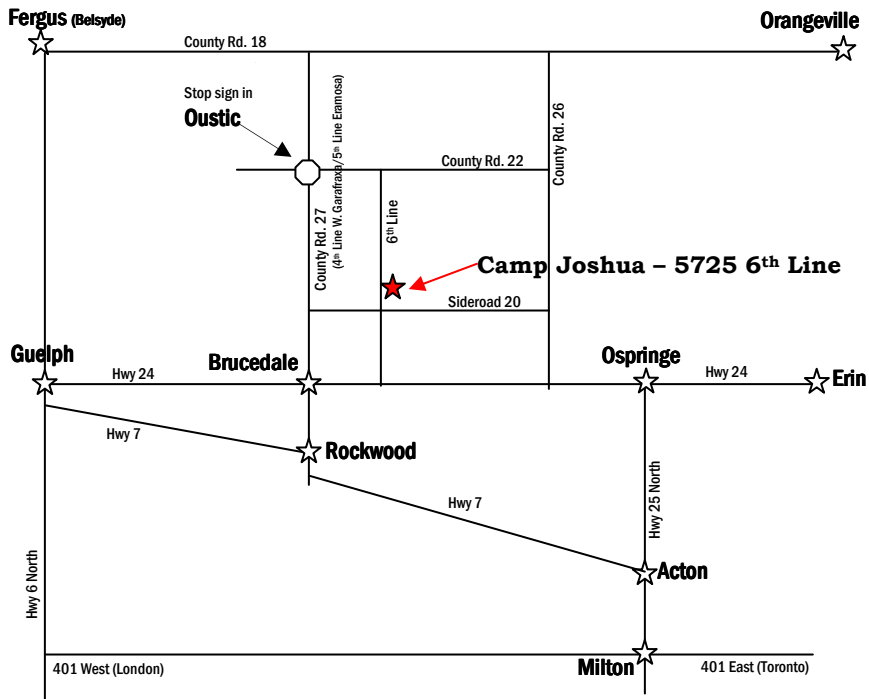 Fergus (Belsyde)
Orangeville
County Rd. 18
Stop sign in
Oustic
County Rd. 27
(4th Line W. Garafraxa/5th Line Eramosa)
County Rd. 22
County Rd. 26
6th Line
Camp Joshua – 5725 6th Line
Sideroad 20
Guelph
Hwy 24
Brucedale
Ospringe
Hwy 24
Erin
Hwy 7
Rockwood
Hwy 7
Hwy 25 North
Acton
Hwy 6 North
401 West (London)
Milton
401 East (Toronto)